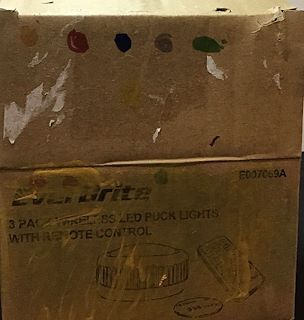 EverBrite
E007069A
3 PACK WIRELESS LED PUCK LIGHTS
WITH REMOTE CONTROL